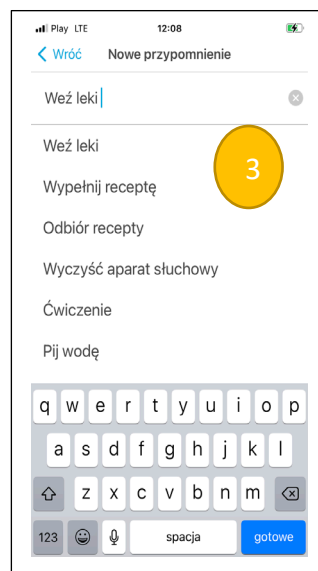 Play LTE 12:08
Wróć Nowe przypomnienie
Weź leki
Weź leki
3
Wypełnij receptę
Odbiór recepty
Wyczyść aparat słuchowy
Ćwiczenie
Pij wodę
q w e r t y u i o p
a s d f g h j k l
z x c v b n m
123 spacja gotowe